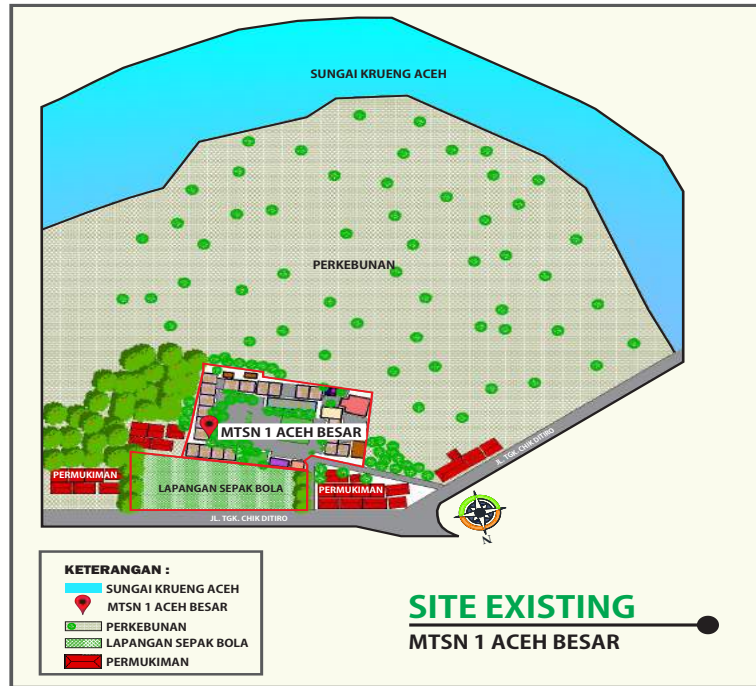 SUNGAI KRUENG ACEH
PERKEBUNAN
MTSN 1 ACEH BESAR
PERMUKIMAN
LAPANGAN SEPAK BOLA
PERMUKIMAN
JL. TGK. CHIK DITIRO
JL. TGK. CHIK DITIRO
N
KETERANGAN :
SUNGAI KRUENG ACEH
MTSN 1 ACEH BESAR
PERKEBUNAN
LAPANGAN SEPAK BOLA
PERMUKIMAN
SITE EXISTING
MTSN 1 ACEH BESAR